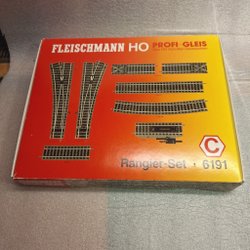 FLEISCHMANN HO PROFI-GLEIS
Rangier-Set · 6191
C